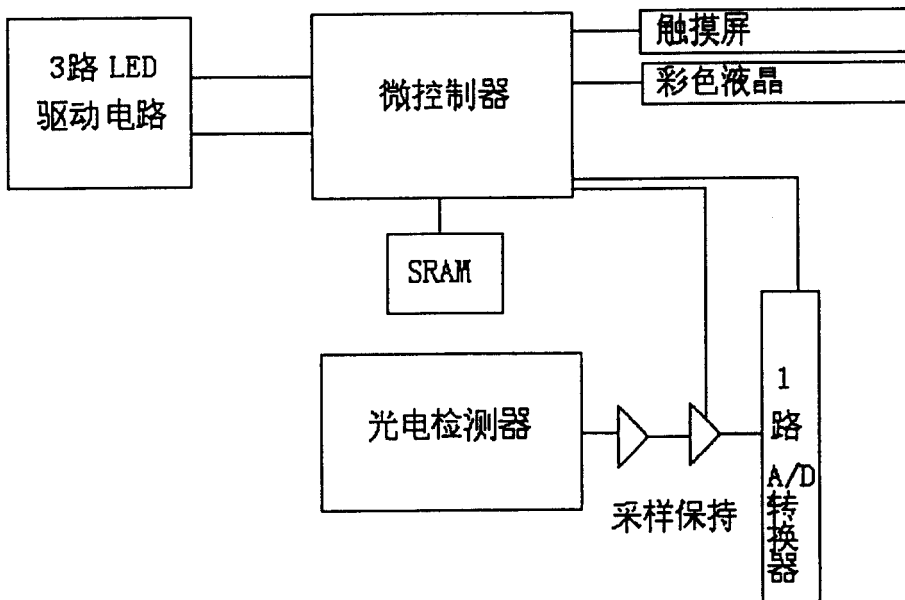 3路 LED
驱动电路
微控制器
触摸屏
彩色液晶
SRAM
光电检测器
采样保持
1
路
A/D
转
换
器